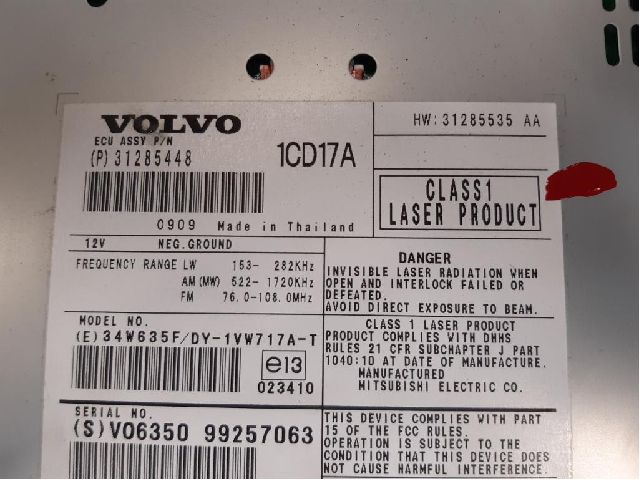 VOLVO
ECU ASSY P/N
(P) 31285448
1CD17A
HW: 31285535 AA
CLASS1
LASER PRODUCT
0909 Made in Thailand
12V NEG.GROUND
FREQUENCY RANGE LW 153- 282KHz
AM (MW) 522- 1720KHz
FM 76.0-108.0MHz
DANGER
INVISIBLE LASER RADIATION WHEN
OPEN AND INTERLOCK FAILED OR
DEFEATED.
AVOID DIRECT EXPOSURE TO BEAM.
MODEL NO.
(E) 34W635F/DY-1VW717A-T
e13
023410
CLASS 1 LASER PRODUCT
PRODUCT COMPLIES WITH DHHS
RULES 21 CFR SUBCHAPTER J PART
1040:10 AT DATE OF MANUFACTURE.
MANUFACTURED
MITSUBISHI ELECTRIC CO.
SERIAL NO.
(S) V06350 99257063
THIS DEVICE COMPLIES WITH PART
15 OF THE FCC RULES.
OPERATION IS SUBJECT TO THE
CONDITION THAT THIS DEVICE DOES
NOT CAUSE HARMFUL INTERFERENCE.